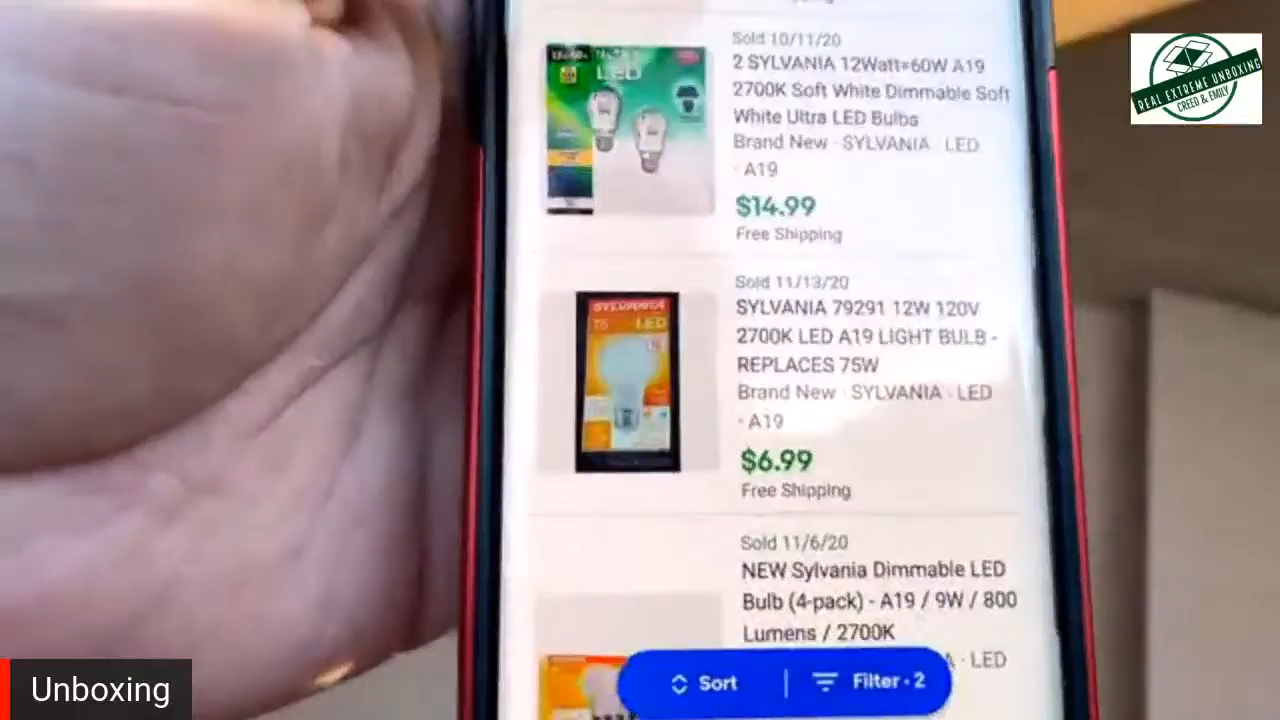 Sold 10/11/20
2 SYLVANIA 12Watt=60W A19
2700K Soft White Dimmable Soft
White Ultra LED Bulbs
Brand New · SYLVANIA · LED
· A19
$14.99
Free Shipping
LED
Sold 11/13/20
SYLVANIA 79291 12W 120V
2700K LED A19 LIGHT BULB -
REPLACES 75W
Brand New · SYLVANIA · LED
· A19
$6.99
Free Shipping
SYLVANIA
75 LED
Sold 11/6/20
NEW Sylvania Dimmable LED
Bulb (4-pack) - A19 / 9W / 800
Lumens / 2700K
· LED
Sort
Filter · 2
REAL EXTREME UNBOXING
CREED & EMILY
Unboxing